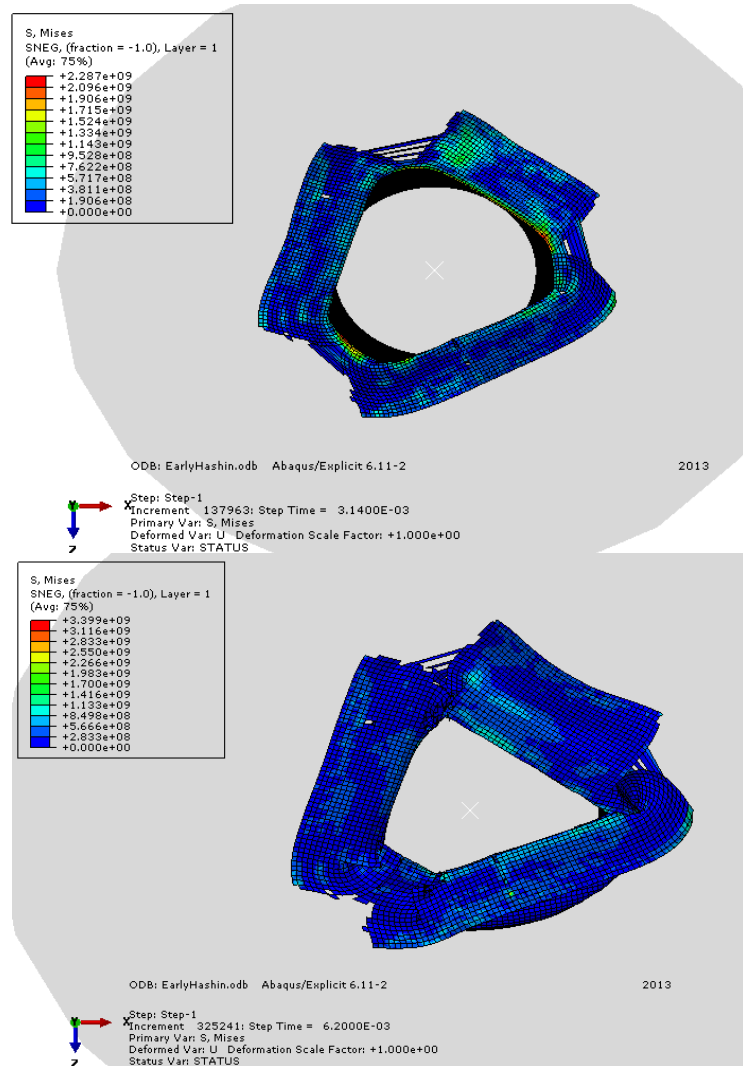 S, Mises
SNEG, (fraction = -1.0), Layer = 1
(Avg: 75%)
+2.287e+09
+2.096e+09
+1.906e+09
+1.715e+09
+1.524e+09
+1.334e+09
+1.143e+09
+9.528e+08
+7.622e+08
+5.717e+08
+3.811e+08
+1.906e+08
+0.000e+00
ODB: EarlyHashin.odb Abaqus/Explicit 6.11-2 2013
Y X
Z
Step: Step-1
Increment 137963: Step Time = 3.1400E-03
Primary Var: S, Mises
Deformed Var: U Deformation Scale Factor: +1.000e+00
Status Var: STATUS
S, Mises
SNEG, (fraction = -1.0), Layer = 1
(Avg: 75%)
+3.399e+09
+3.116e+09
+2.833e+09
+2.550e+09
+2.266e+09
+1.983e+09
+1.700e+09
+1.416e+09
+1.133e+09
+8.498e+08
+5.666e+08
+2.833e+08
+0.000e+00
ODB: EarlyHashin.odb Abaqus/Explicit 6.11-2 2013
Y X
Z
Step: Step-1
Increment 325241: Step Time = 6.2000E-03
Primary Var: S, Mises
Deformed Var: U Deformation Scale Factor: +1.000e+00
Status Var: STATUS